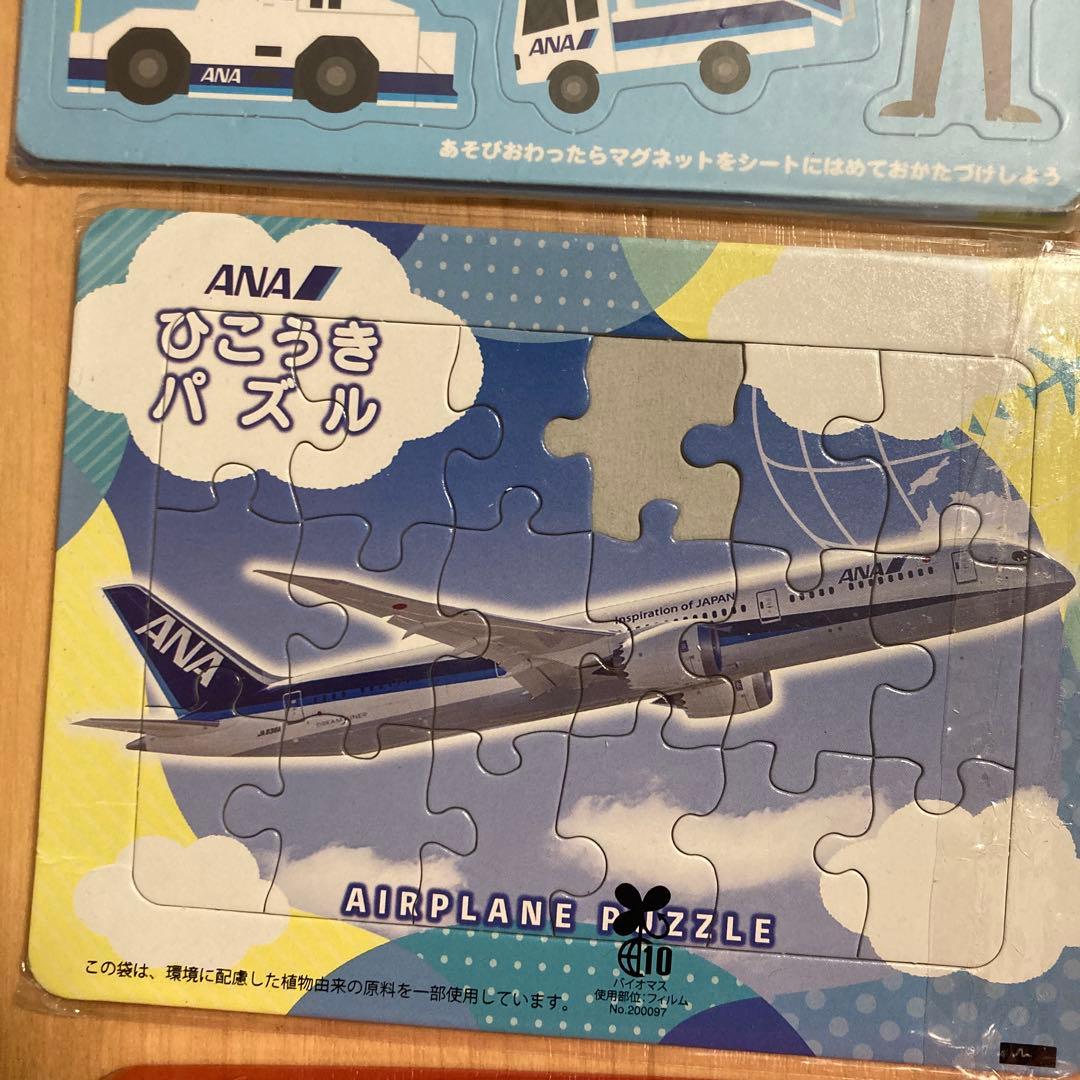 ANA
ANA
あそびおわったらマグネットをシートにはめておかたづけしよう
ANA
ひこうき
パズル
ANA
Inspiration of JAPAN
ANA
DREAMLINER
AIRPLANE PUZZLE
この袋は、環境に配慮した植物由来の原料を一部使用しています。
10
バイオマス
使用部位:フィルム
No.200097